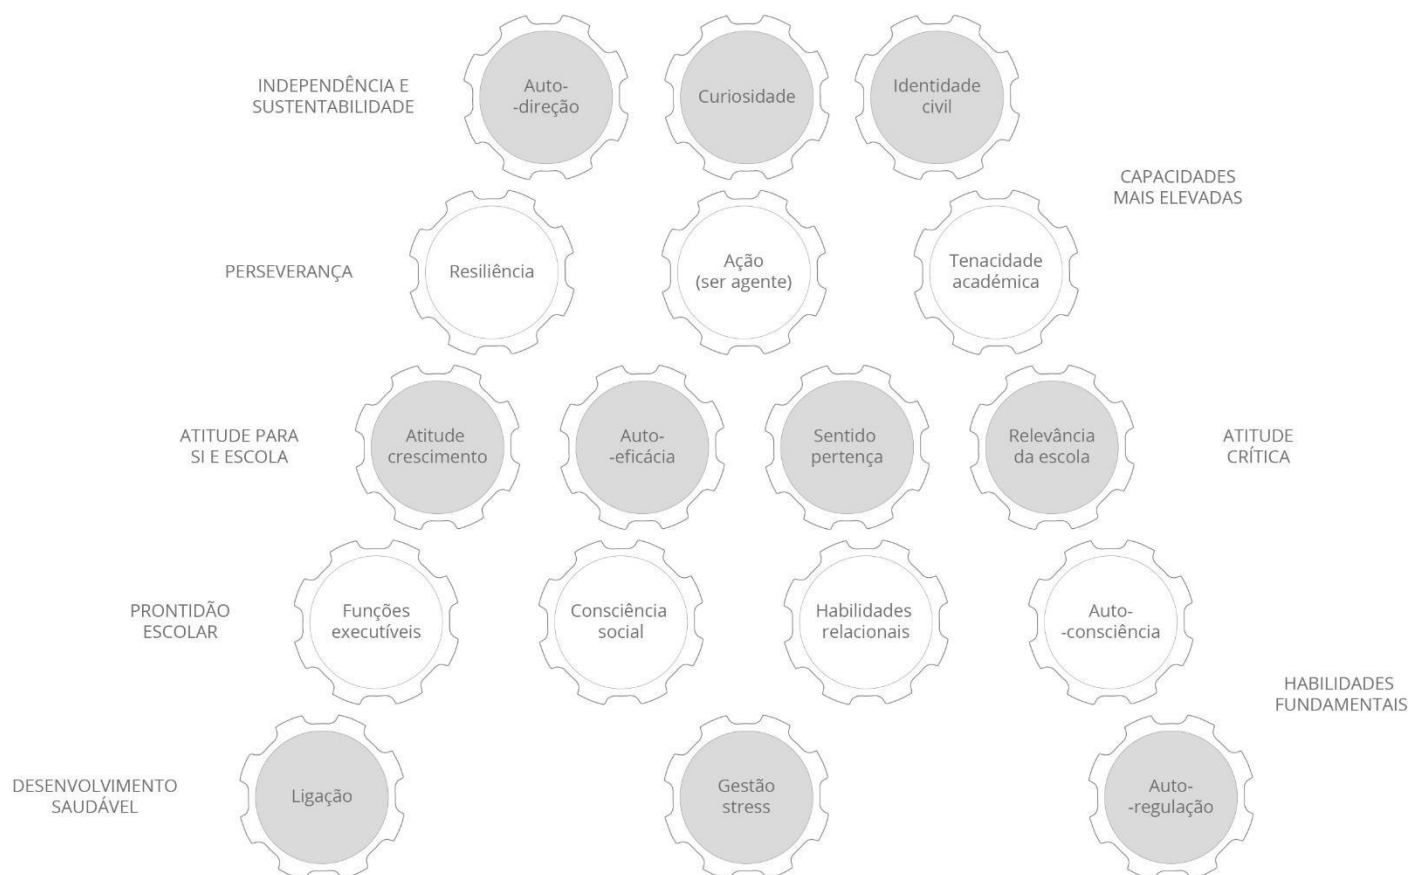 INDEPENDÊNCIA E
SUSTENTABILIDADE
Auto-
-direção
Curiosidade
Identidade
civil
CAPACIDADES
MAIS ELEVADAS
PERSEVERANÇA
Resiliência
Ação
(ser agente)
Tenacidade
académica
ATITUDE PARA
SI E ESCOLA
Atitude
crescimento
Auto-
-eficácia
Sentido
pertença
Relevância
da escola
ATITUDE
CRÍTICA
PRONTIDÃO
ESCOLAR
Funções
executíveis
Consciência
social
Habilidades
relacionais
Auto-
-consciência
HABILIDADES
FUNDAMENTAIS
DESENVOLVIMENTO
SAUDÁVEL
Ligação
Gestão
stress
Auto-
-regulação